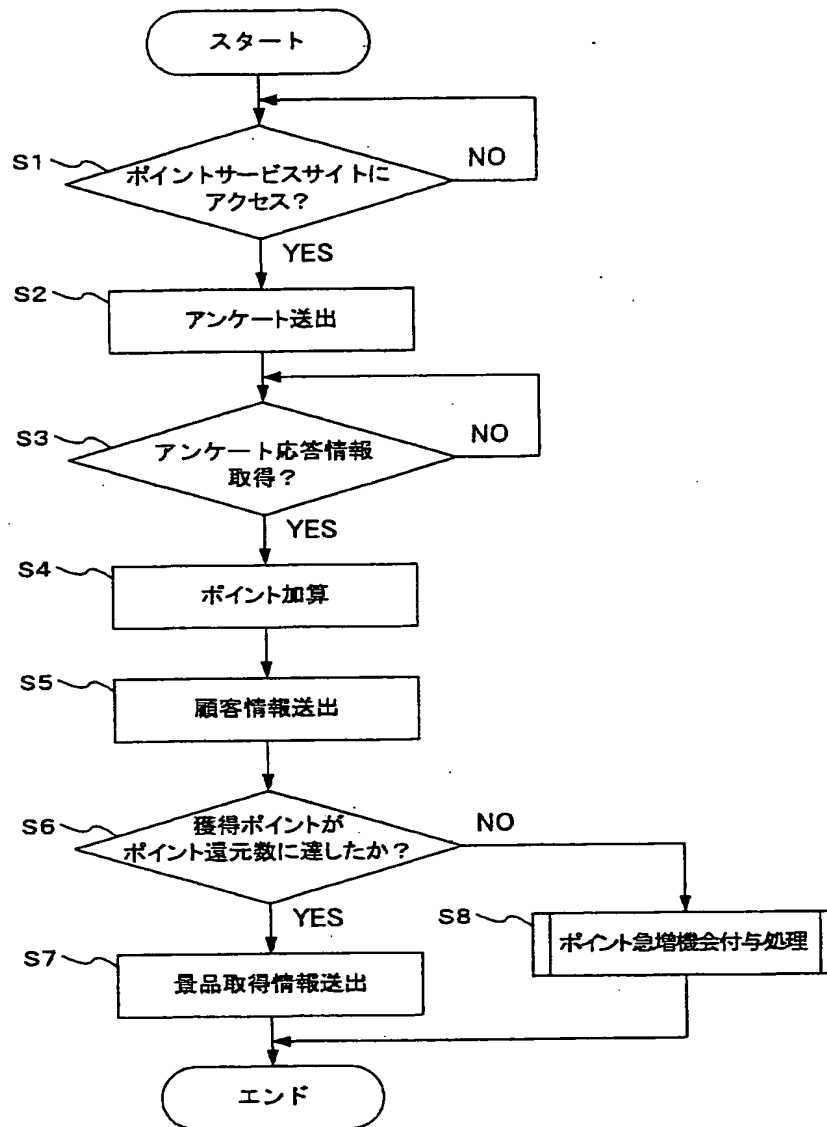 スタート
S1
ポイントサービスサイトに
アクセス？
NO
YES
S2
アンケート送出
S3
アンケート応答情報
取得？
NO
YES
S4
ポイント加算
S5
顧客情報送出
S6
獲得ポイントが
ポイント還元数に達したか？
NO
YES
S7
景品取得情報送出
S8
ポイント急増機会付与処理
エンド